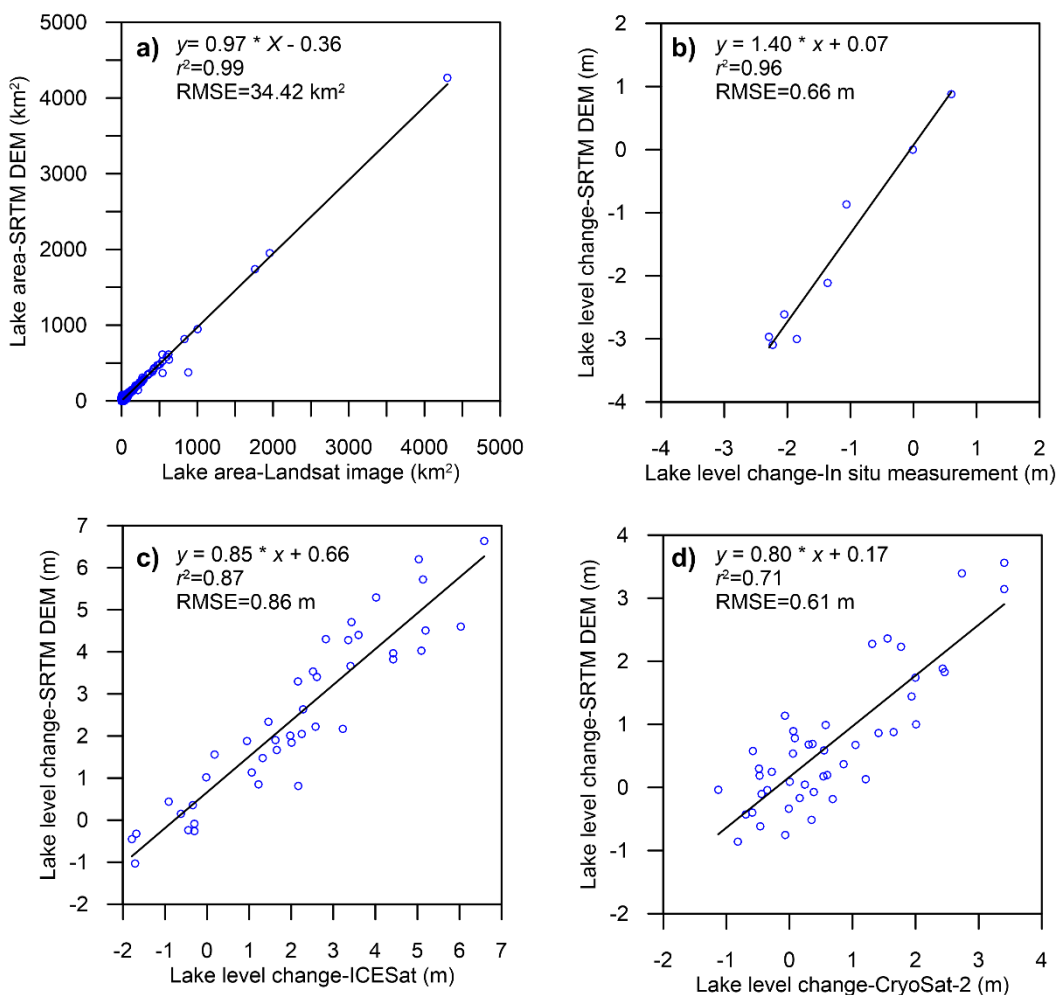 a)
y= 0.97 * X - 0.36
r²=0.99
RMSE=34.42 km²
5000
4000
3000
2000
1000
0
Lake area-SRTM DEM (km²)
0 1000 2000 3000 4000 5000
Lake area-Landsat image (km²)
b)
y = 1.40 * x + 0.07
r²=0.96
RMSE=0.66 m
2
1
0
-1
-2
-3
-4
Lake level change-SRTM DEM (m)
-4 -3 -2 -1 0 1 2
Lake level change-In situ measurement (m)
c)
y = 0.85 * x + 0.66
r²=0.87
RMSE=0.86 m
7
6
5
4
3
2
1
0
-1
-2
Lake level change-SRTM DEM (m)
-2 -1 0 1 2 3 4 5 6 7
Lake level change-ICESat (m)
d)
y = 0.80 * x + 0.17
r²=0.71
RMSE=0.61 m
4
3
2
1
0
-1
-2
Lake level change-SRTM DEM (m)
-2 -1 0 1 2 3 4
Lake level change-CryoSat-2 (m)